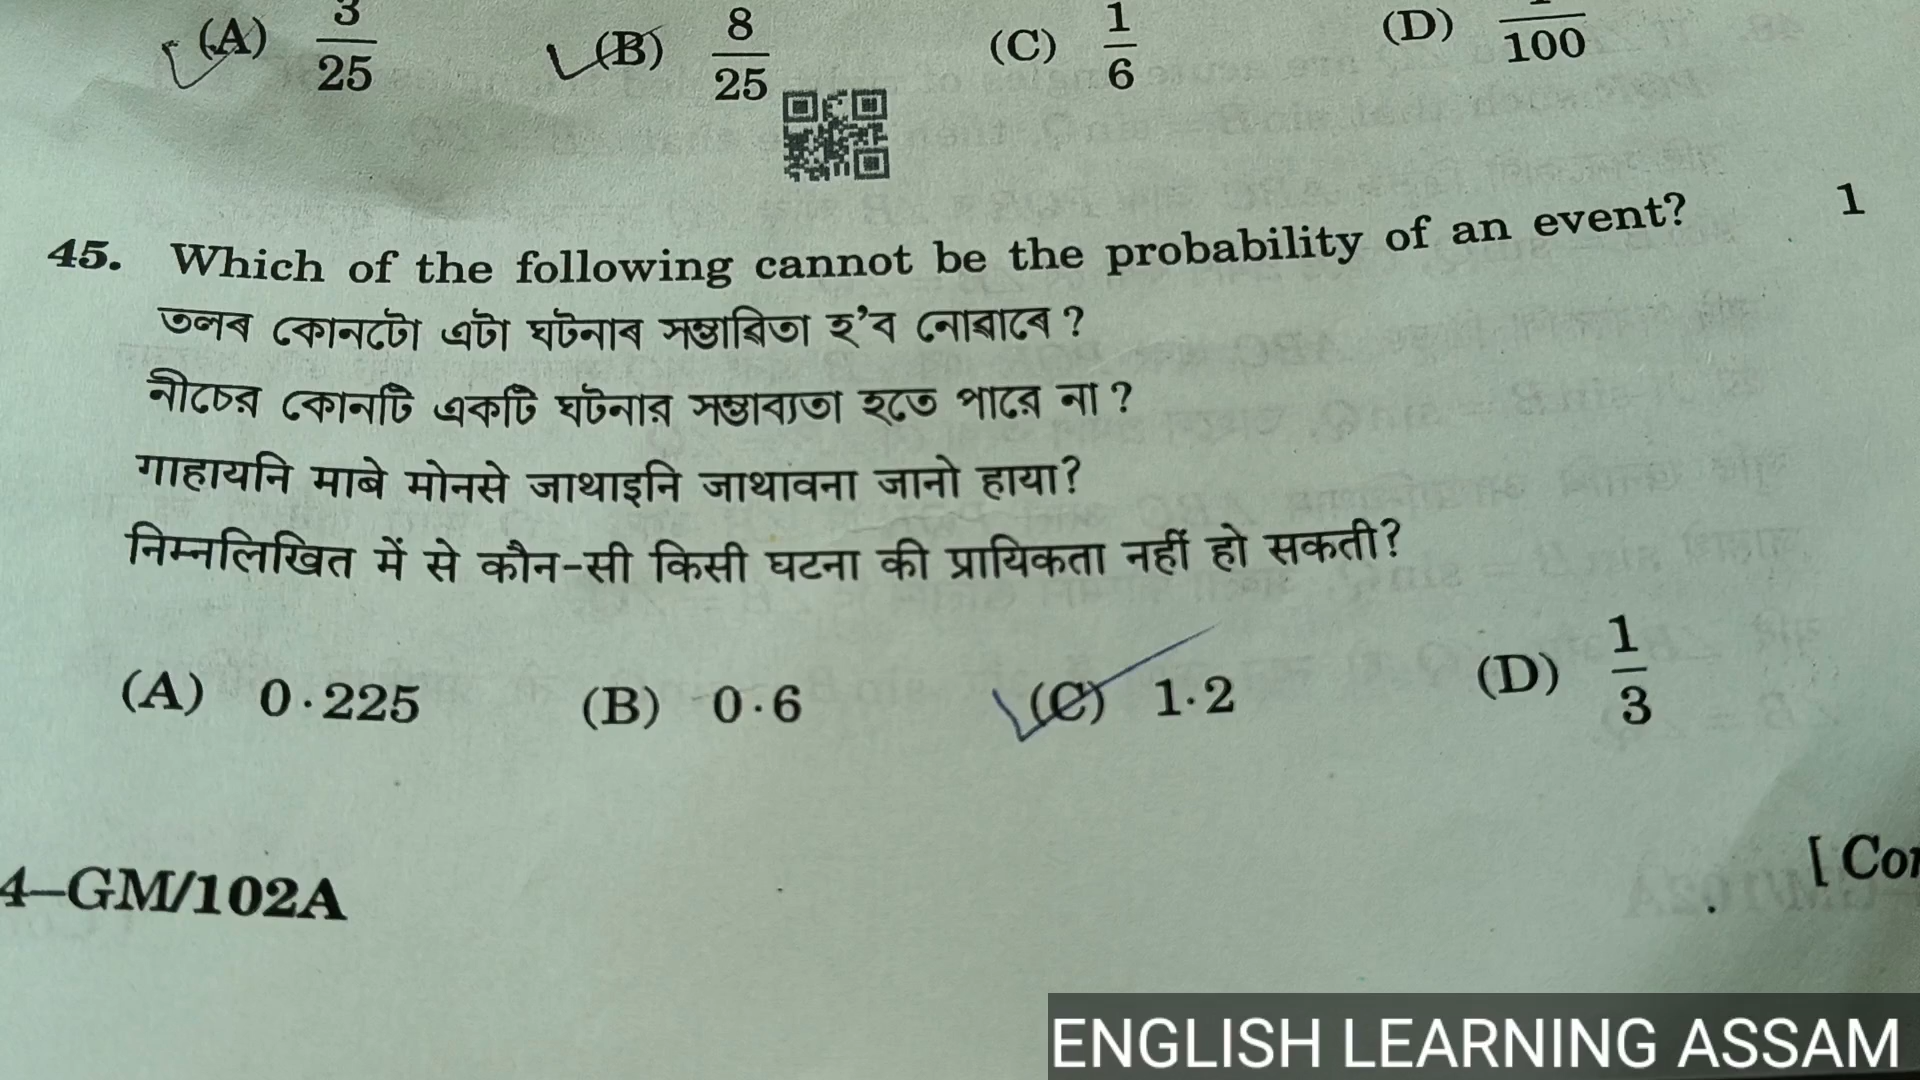 (A) 3/25 (B) 8/25 (C) 1/6 (D) 1/100
45. Which of the following cannot be the probability of an event? 1
তলৰ কোনটো এটা ঘটনাৰ সম্ভাৱিতা হ’ব নোৱাৰে ?
নীচের কোনটি একটি ঘটনার সম্ভাব্যতা হতে পারে না ?
गाहायनि माबे मोनसे जाथाइनि जाथावना जानो हाया?
निम्नलिखित में से कौन-सी किसी घटना की प्रायिकता नहीं हो सकती?
(A) 0·225 (B) 0·6 (C) 1·2 (D) 1/3
4–GM/102A
[ Con
ENGLISH LEARNING ASSAM